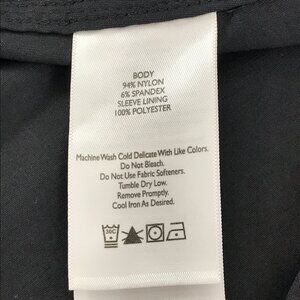 BODY
94% NYLON
6% SPANDEX
SLEEVE LINING
100% POLYESTER
Machine Wash Cold Delicate With Like Colors.
Do Not Bleach.
Do Not Use Fabric Softeners.
Tumble Dry Low.
Remove Promptly.
Cool Iron As Desired.
30C